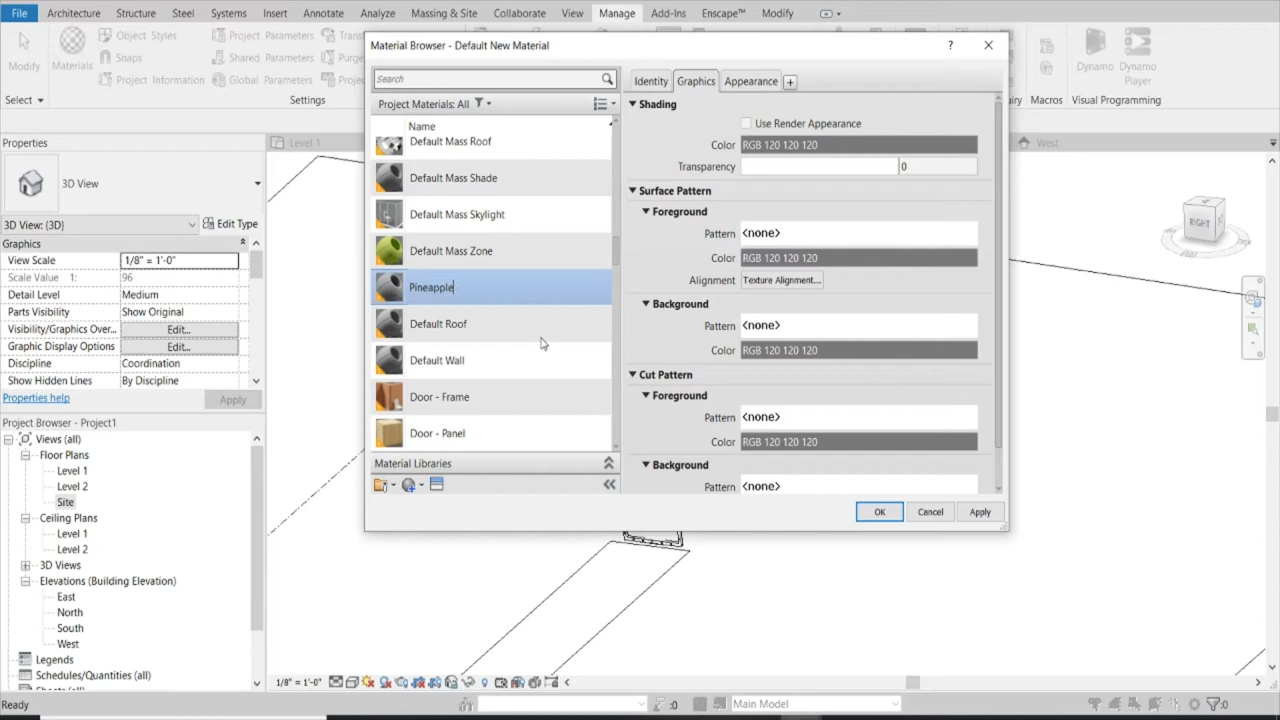 File Architecture Structure Steel Systems Insert Annotate Analyze Massing & Site Collaborate View Manage Add-Ins Enscape™ Modify
Modify
Materials
Object Styles
Snaps
Project Information
Project Parameters
Shared Parameters
Global Parameters
Select
Settings
Macros
Dynamo
Dynamo Player
Visual Programming
Level 1
West
Properties
3D View
3D View: {3D}
Edit Type
Graphics
View Scale 1/8" = 1'-0"
Scale Value 1: 96
Detail Level Medium
Parts Visibility Show Original
Visibility/Graphics Over... Edit...
Graphic Display Options Edit...
Discipline Coordination
Show Hidden Lines By Discipline
Properties help
Apply
Project Browser - Project1
Views (all)
Floor Plans
Level 1
Level 2
Site
Ceiling Plans
Level 1
Level 2
3D Views
Elevations (Building Elevation)
East
North
South
West
Legends
Schedules/Quantities (all)
Material Browser - Default New Material
?
Search
Project Materials: All
Name
Default Mass Roof
Default Mass Shade
Default Mass Skylight
Default Mass Zone
Pineapple
Default Roof
Default Wall
Door - Frame
Door - Panel
Material Libraries
Identity Graphics Appearance
Shading
Use Render Appearance
Color RGB 120 120 120
Transparency 0
Surface Pattern
Foreground
Pattern <none>
Color RGB 120 120 120
Alignment Texture Alignment...
Background
Pattern <none>
Color RGB 120 120 120
Cut Pattern
Foreground
Pattern <none>
Color RGB 120 120 120
Background
Pattern <none>
OK Cancel Apply
RIGHT
1/8" = 1'-0"
Ready
:0
Main Model
:0